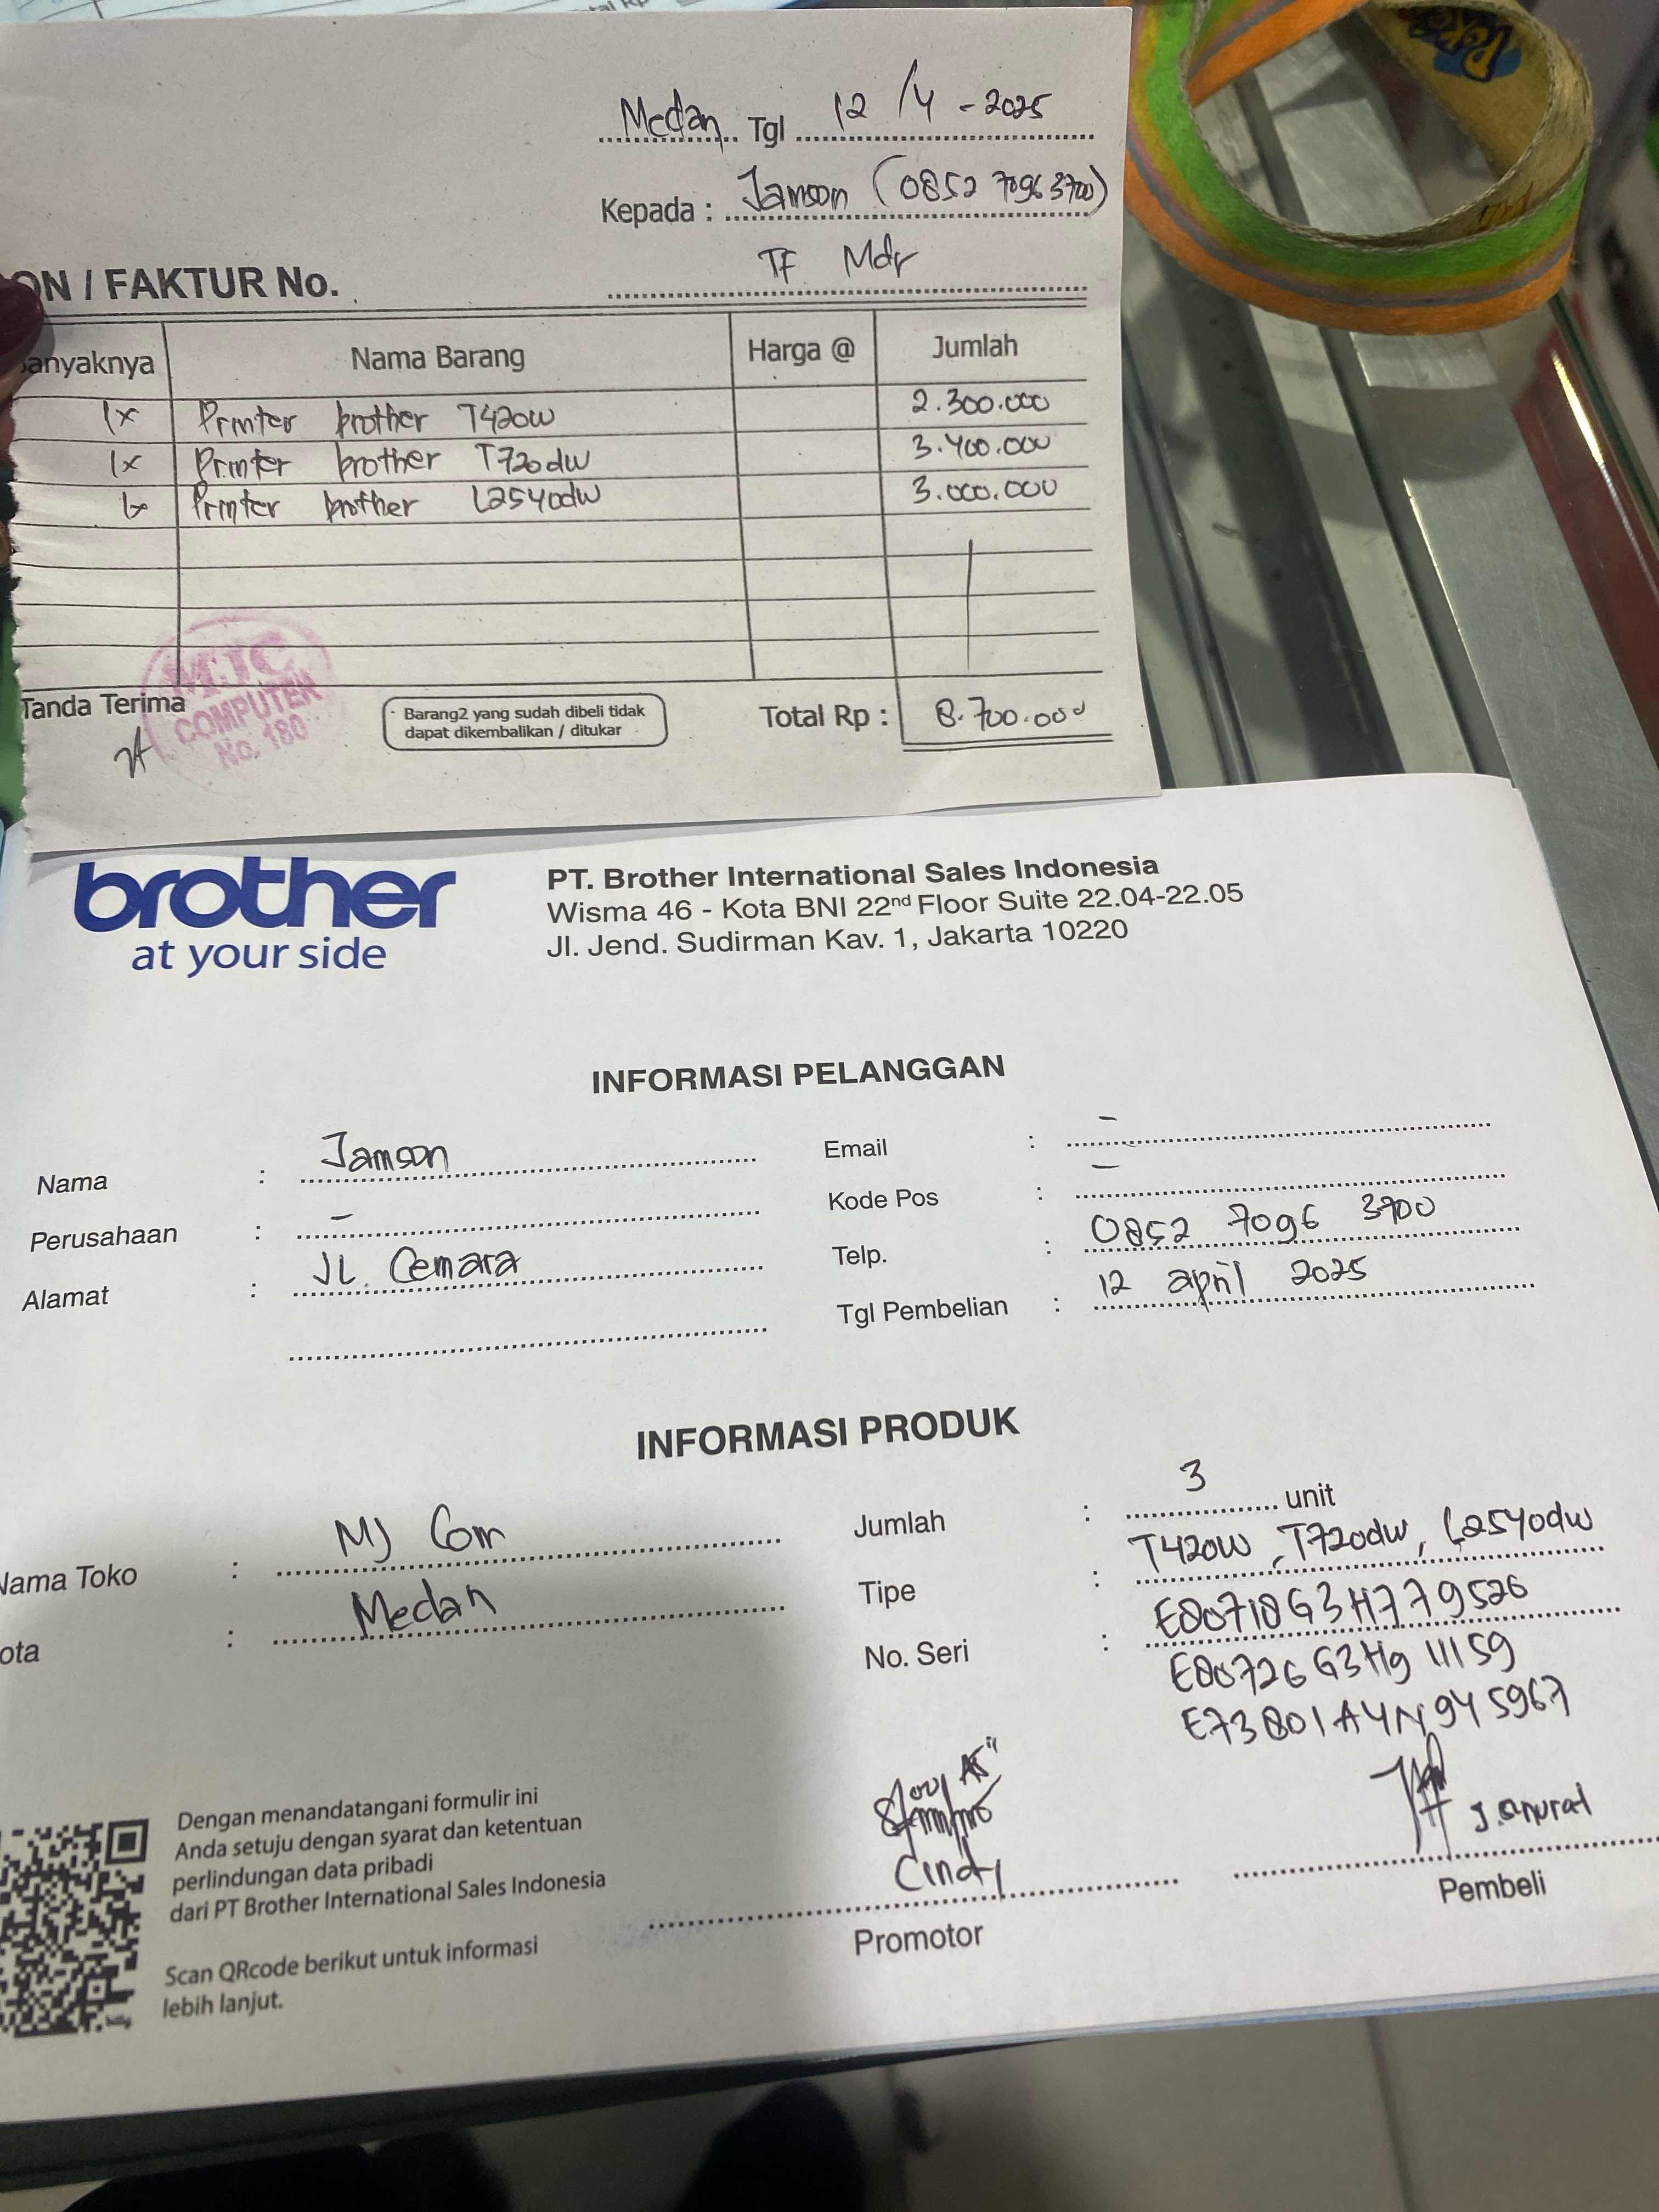 Medan Tgl 12/4-2025
Kepada : Jamson (0852 7096 3700)
TF Mdr
ON / FAKTUR No.
anyaknya Nama Barang Harga @ Jumlah
1x Printer brother T420W 2.300.000
1x Printer brother T720dw 3.400.000
1x Printer brother L2540dw 3.000.000
Tanda Terima
MJC
COMPUTER
No. 180
Barang2 yang sudah dibeli tidak
dapat dikembalikan / ditukar
Total Rp : 8.700.000
brother
at your side
PT. Brother International Sales Indonesia
Wisma 46 - Kota BNI 22nd Floor Suite 22.04-22.05
Jl. Jend. Sudirman Kav. 1, Jakarta 10220
INFORMASI PELANGGAN
Nama : Jamson
Perusahaan : -
Alamat : JL. Cemara
Email : -
Kode Pos : -
Telp. : 0852 7096 3700
Tgl Pembelian : 12 april 2025
INFORMASI PRODUK
Nama Toko : MJ Com
ota : Medan
Jumlah : 3 unit
Tipe : T420W, T720dw, L2540dw
No. Seri : E80718G3H779526
E80726G3H911159
E73801A4N945967
Dengan menandatangani formulir ini
Anda setuju dengan syarat dan ketentuan
perlindungan data pribadi
dari PT Brother International Sales Indonesia
Scan QRcode berikut untuk informasi
lebih lanjut.
Cindy
Promotor
Pembeli